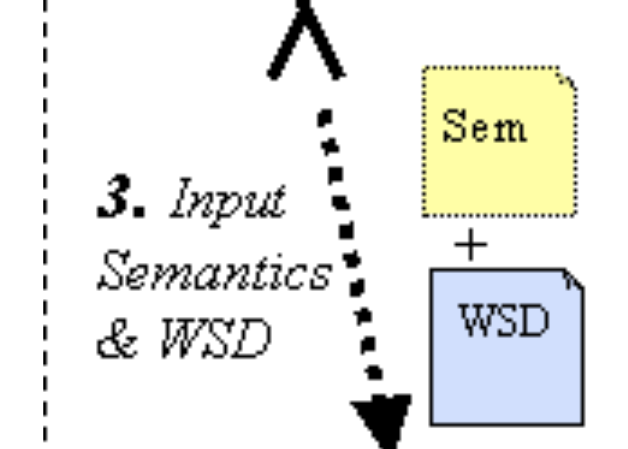 3. Input
Semantics
& WSD
Sem
+
WSD